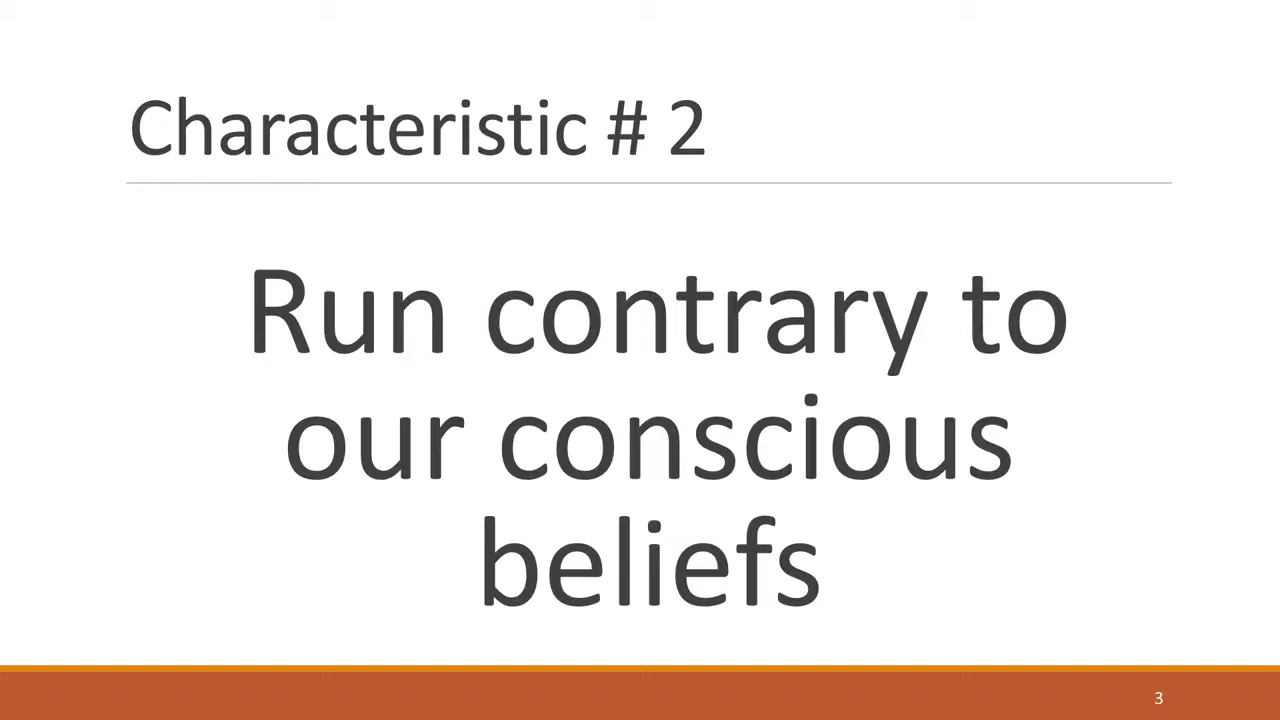 Characteristic # 2
Run contrary to
our conscious
beliefs
3